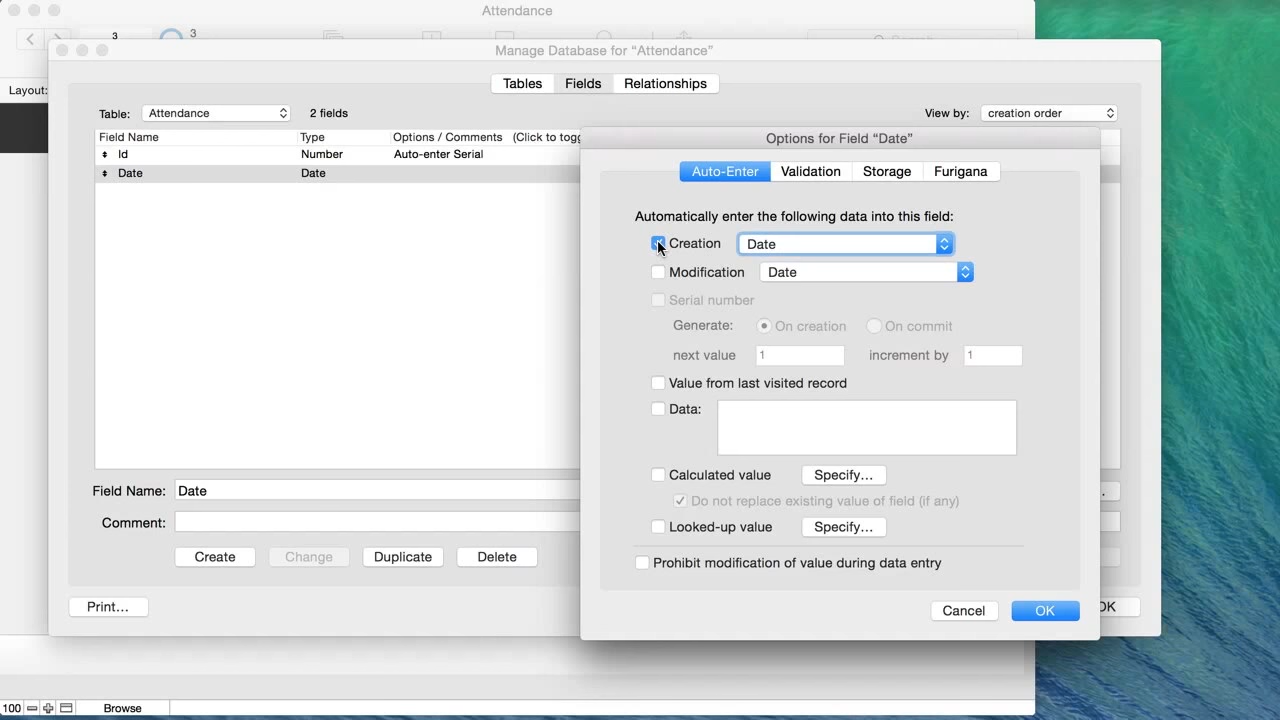 Attendance
3
3
Search
Manage Database for “Attendance”
Layout:
Tables Fields Relationships
Table: Attendance 2 fields View by: creation order
Field Name Type Options / Comments (Click to togg
Id Number Auto-enter Serial
Date Date
Options for Field “Date”
Auto-Enter Validation Storage Furigana
Automatically enter the following data into this field:
Creation Date
Modification Date
Serial number
Generate: On creation On commit
next value 1 increment by 1
Value from last visited record
Data:
Calculated value Specify...
Do not replace existing value of field (if any)
Looked-up value Specify...
Prohibit modification of value during data entry
Cancel OK
Field Name: Date
Comment:
Create Change Duplicate Delete
Print... OK
100 Browse